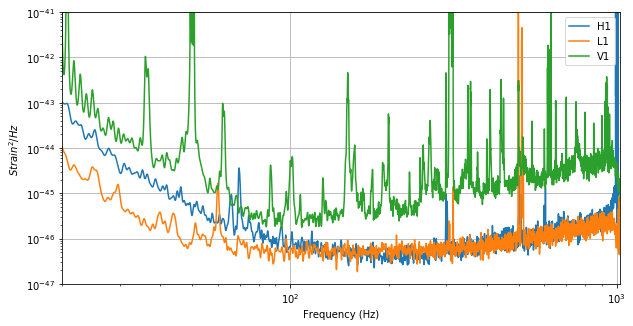 10⁻⁴¹
10⁻⁴²
10⁻⁴³
10⁻⁴⁴
10⁻⁴⁵
10⁻⁴⁶
10⁻⁴⁷
Strain²/Hz
H1
L1
V1
10²
10³
Frequency (Hz)